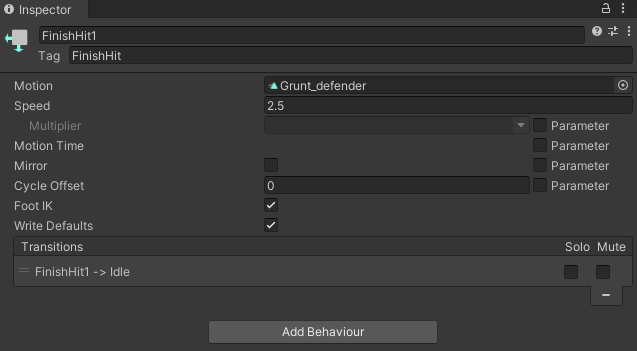 Inspector
FinishHit1
Tag FinishHit
Motion Grunt_defender
Speed 2.5
Multiplier Parameter
Motion Time Parameter
Mirror Parameter
Cycle Offset 0 Parameter
Foot IK
Write Defaults
Transitions Solo Mute
FinishHit1 -> Idle
Add Behaviour